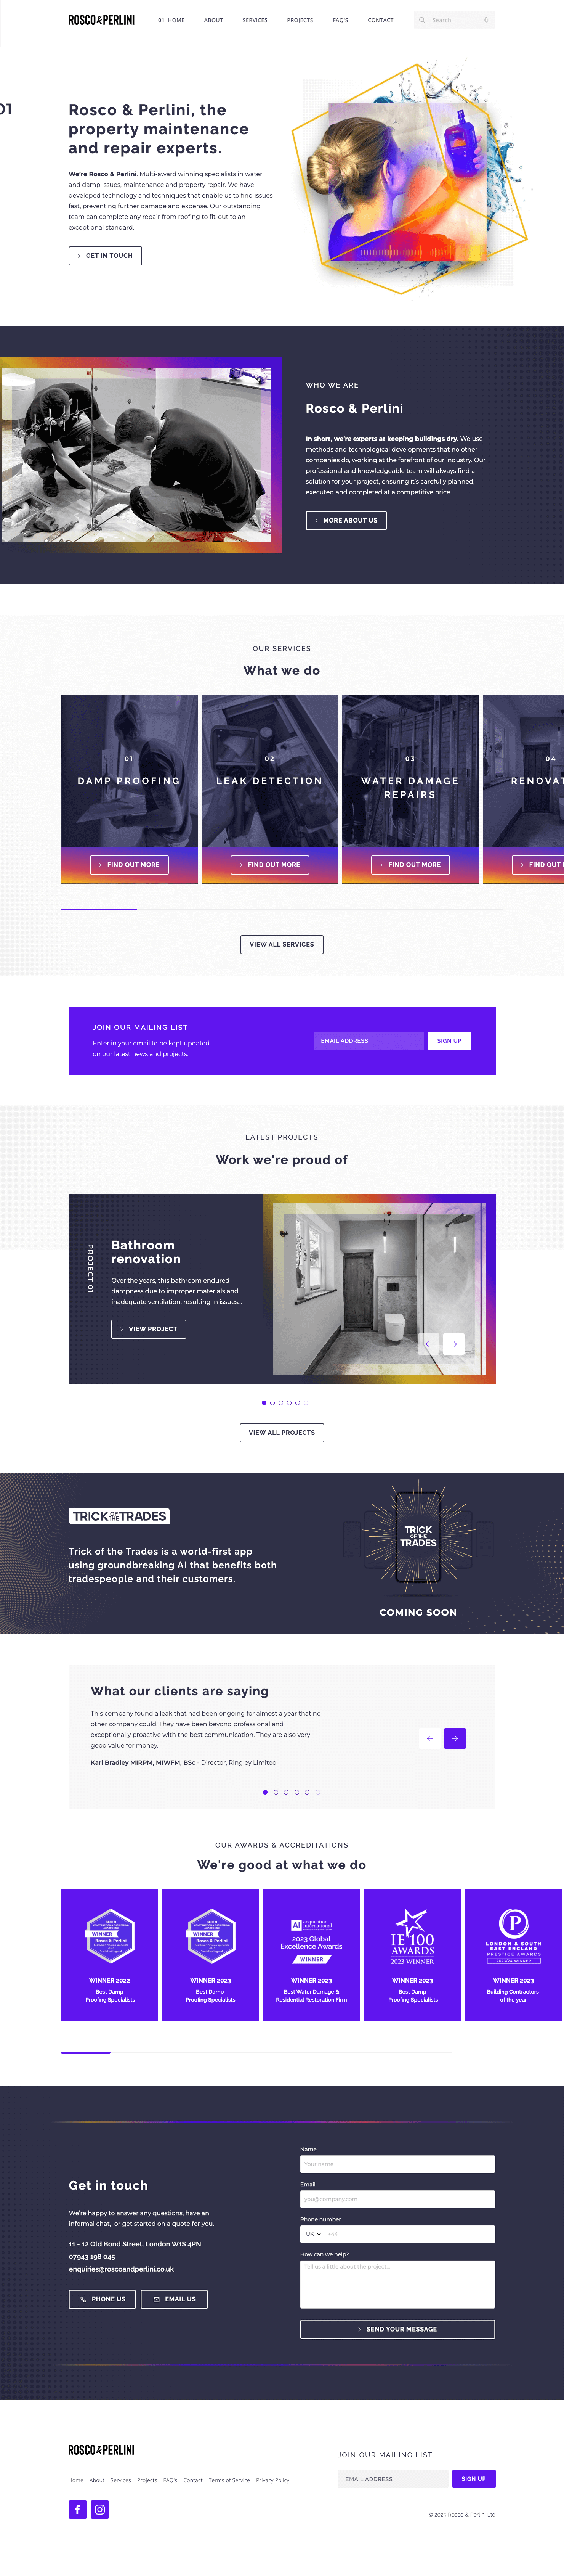 ROSCO & PERLINI
01 HOME
ABOUT
SERVICES
PROJECTS
FAQ'S
CONTACT
Search
01
Rosco & Perlini, the
property maintenance
and repair experts.
We're Rosco & Perlini. Multi-award winning specialists in water
and damp issues, maintenance and property repair. We have
developed technology and techniques that enable us to find issues
fast, preventing further damage and expense. Our outstanding
team can complete any repair from roofing to fit-out to an
exceptional standard.
GET IN TOUCH
WHO WE ARE
Rosco & Perlini
In short, we're experts at keeping buildings dry. We use
methods and technological developments that no other
companies do, working at the forefront of our industry. Our
professional and knowledgeable team will always find a
solution for your project, ensuring it's carefully planned,
executed and completed at a competitive price.
MORE ABOUT US
OUR SERVICES
What we do
01
DAMP PROOFING
FIND OUT MORE
02
LEAK DETECTION
FIND OUT MORE
03
WATER DAMAGE
REPAIRS
FIND OUT MORE
04
RENOVAT
FIND OUT
VIEW ALL SERVICES
JOIN OUR MAILING LIST
Enter in your email to be kept updated
on our latest news and projects.
EMAIL ADDRESS
SIGN UP
LATEST PROJECTS
Work we're proud of
PROJECT 01
Bathroom
renovation
Over the years, this bathroom endured
dampness due to improper materials and
inadequate ventilation, resulting in issues...
VIEW PROJECT
VIEW ALL PROJECTS
TRICK OF THE TRADES
Trick of the Trades is a world-first app
using groundbreaking AI that benefits both
tradespeople and their customers.
TRICK
OF THE
TRADES
COMING SOON
What our clients are saying
This company found a leak that had been ongoing for almost a year that no
other company could. They have been beyond professional and
exceptionally proactive with the best communication. They are also very
good value for money.
Kari Bradley MIRPM, MIWFM, BSc - Director, Ringley Limited
OUR AWARDS & ACCREDITATIONS
We're good at what we do
BUILD
WINNER
Rosco & Perlini
WINNER 2022
Best Damp
Proofing Specialists
BUILD
WINNER
Rosco & Perlini
WINNER 2023
Best Damp
Proofing Specialists
AI acquisition
international
2023 Global
Excellence Awards
WINNER
WINNER 2023
Best Water Damage &
Residential Restoration Firm
IE100
AWARDS
2023 WINNER
WINNER 2023
Best Damp
Proofing Specialists
P
LONDON & SOUTH
EAST ENGLAND
PRESTIGE AWARDS
2023/24 WINNER
WINNER 2023
Building Contractors
of the year
Get in touch
We're happy to answer any questions, have an
informal chat, or get started on a quote for you.
11 - 12 Old Bond Street, London W1S 4PN
07943 198 045
enquiries@roscoandperlini.co.uk
PHONE US
EMAIL US
Name
Your name
Email
you@company.com
Phone number
UK +44
How can we help?
Tell us a little about the project...
SEND YOUR MESSAGE
ROSCO & PERLINI
Home About Services Projects FAQ's Contact Terms of Service Privacy Policy
JOIN OUR MAILING LIST
EMAIL ADDRESS
SIGN UP
© 2025 Rosco & Perlini Ltd